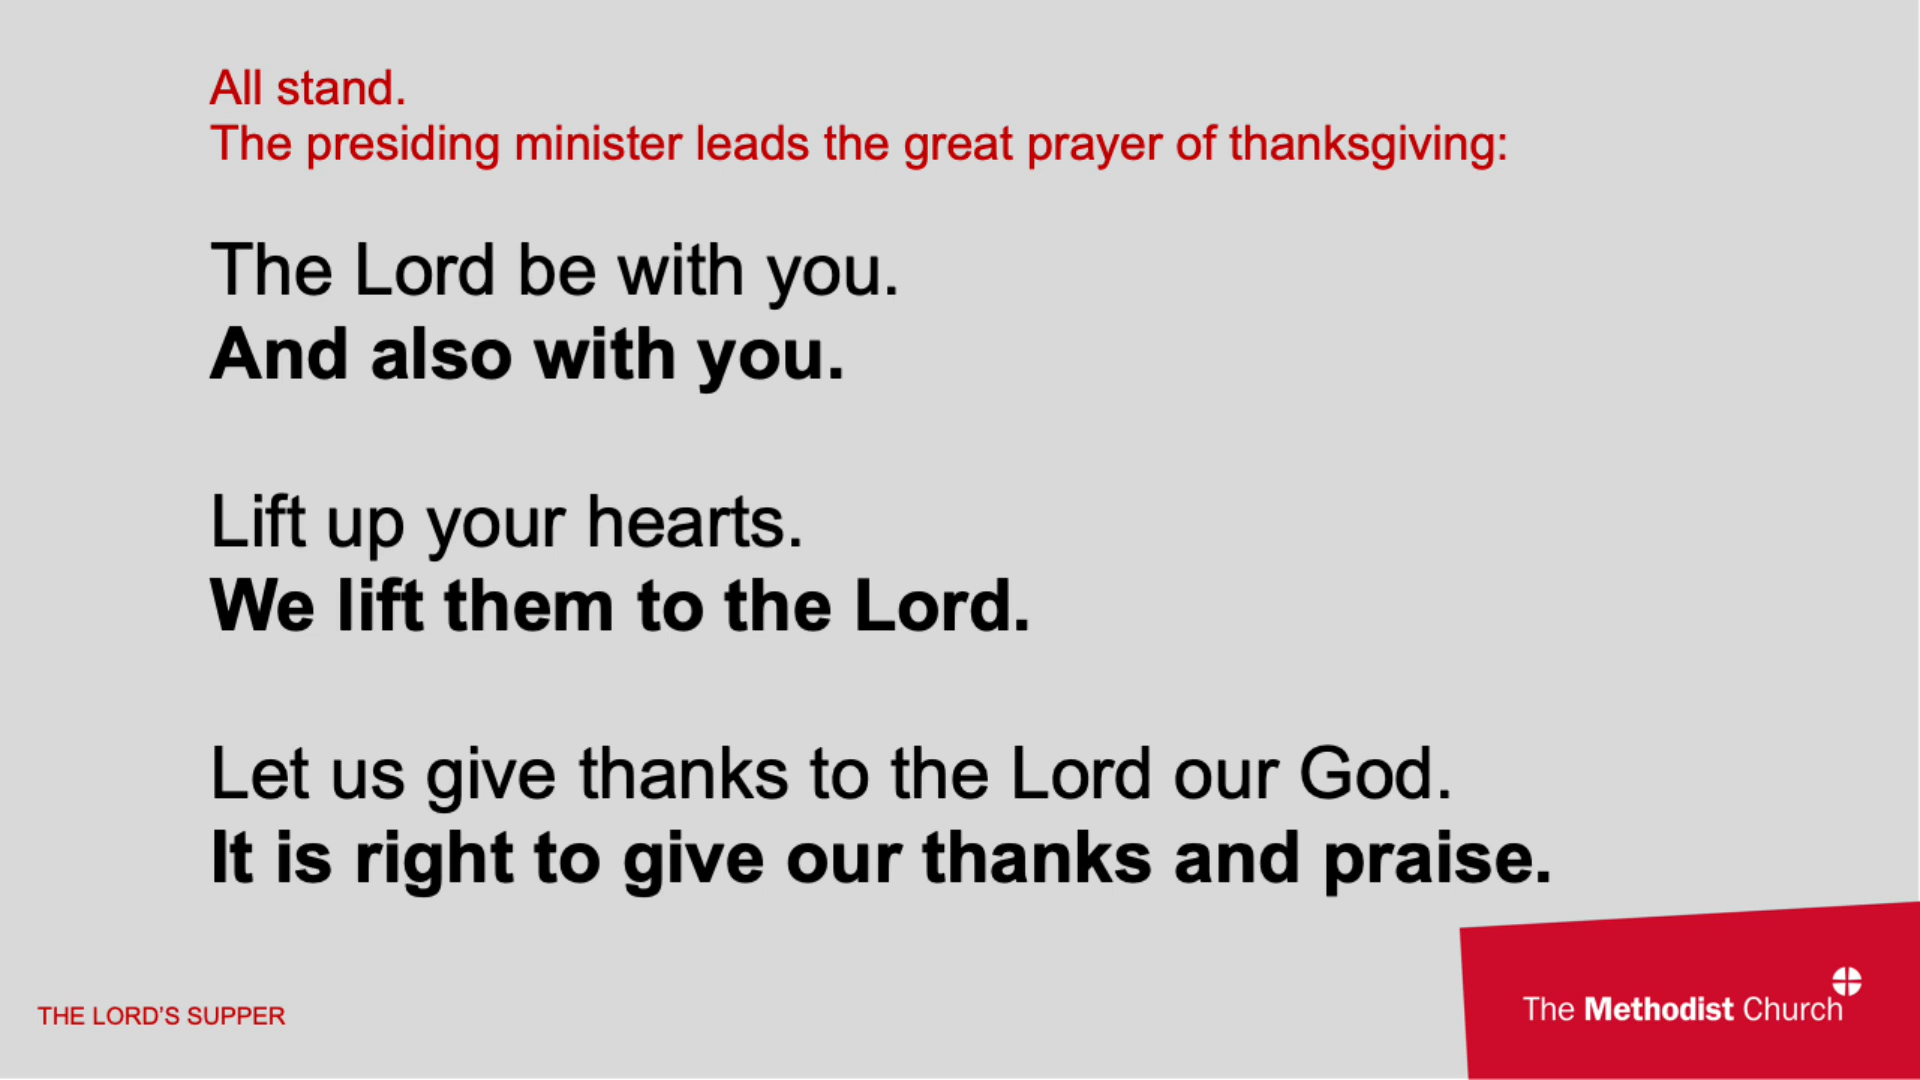 All stand.
The presiding minister leads the great prayer of thanksgiving:
The Lord be with you.
And also with you.
Lift up your hearts.
We lift them to the Lord.
Let us give thanks to the Lord our God.
It is right to give our thanks and praise.
THE LORD'S SUPPER
The Methodist Church